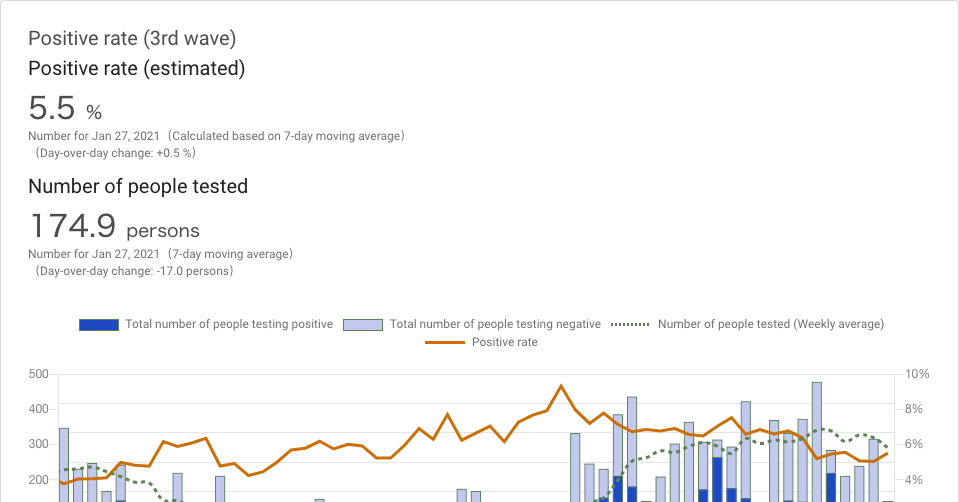 Positive rate (3rd wave)
Positive rate (estimated)
5.5 %
Number for Jan 27, 2021（Calculated based on 7-day moving average）
（Day-over-day change: +0.5 %）
Number of people tested
174.9 persons
Number for Jan 27, 2021（7-day moving average）
（Day-over-day change: -17.0 persons）
Total number of people testing positive Total number of people testing negative Number of people tested (Weekly average)
Positive rate
500 10%
400 8%
300 6%
200 4%